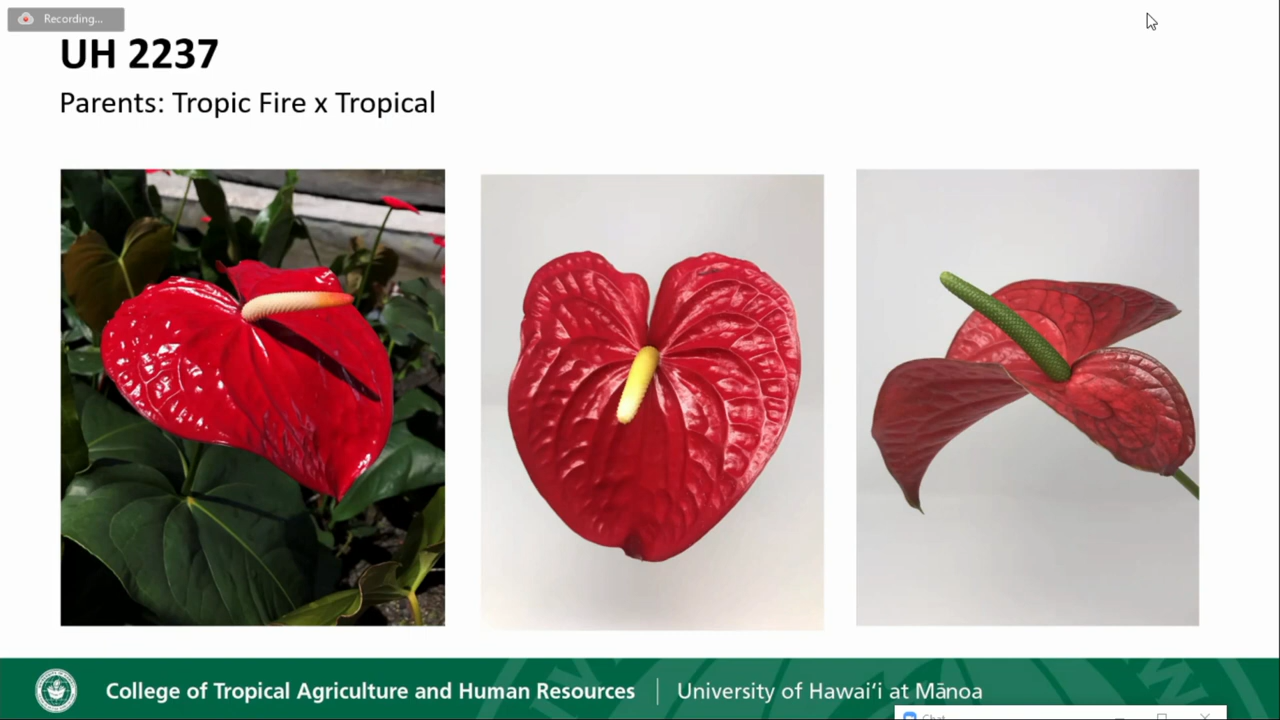 Recording...
UH 2237
Parents: Tropic Fire x Tropical
College of Tropical Agriculture and Human Resources
University of Hawaiʻi at Mānoa
Chat